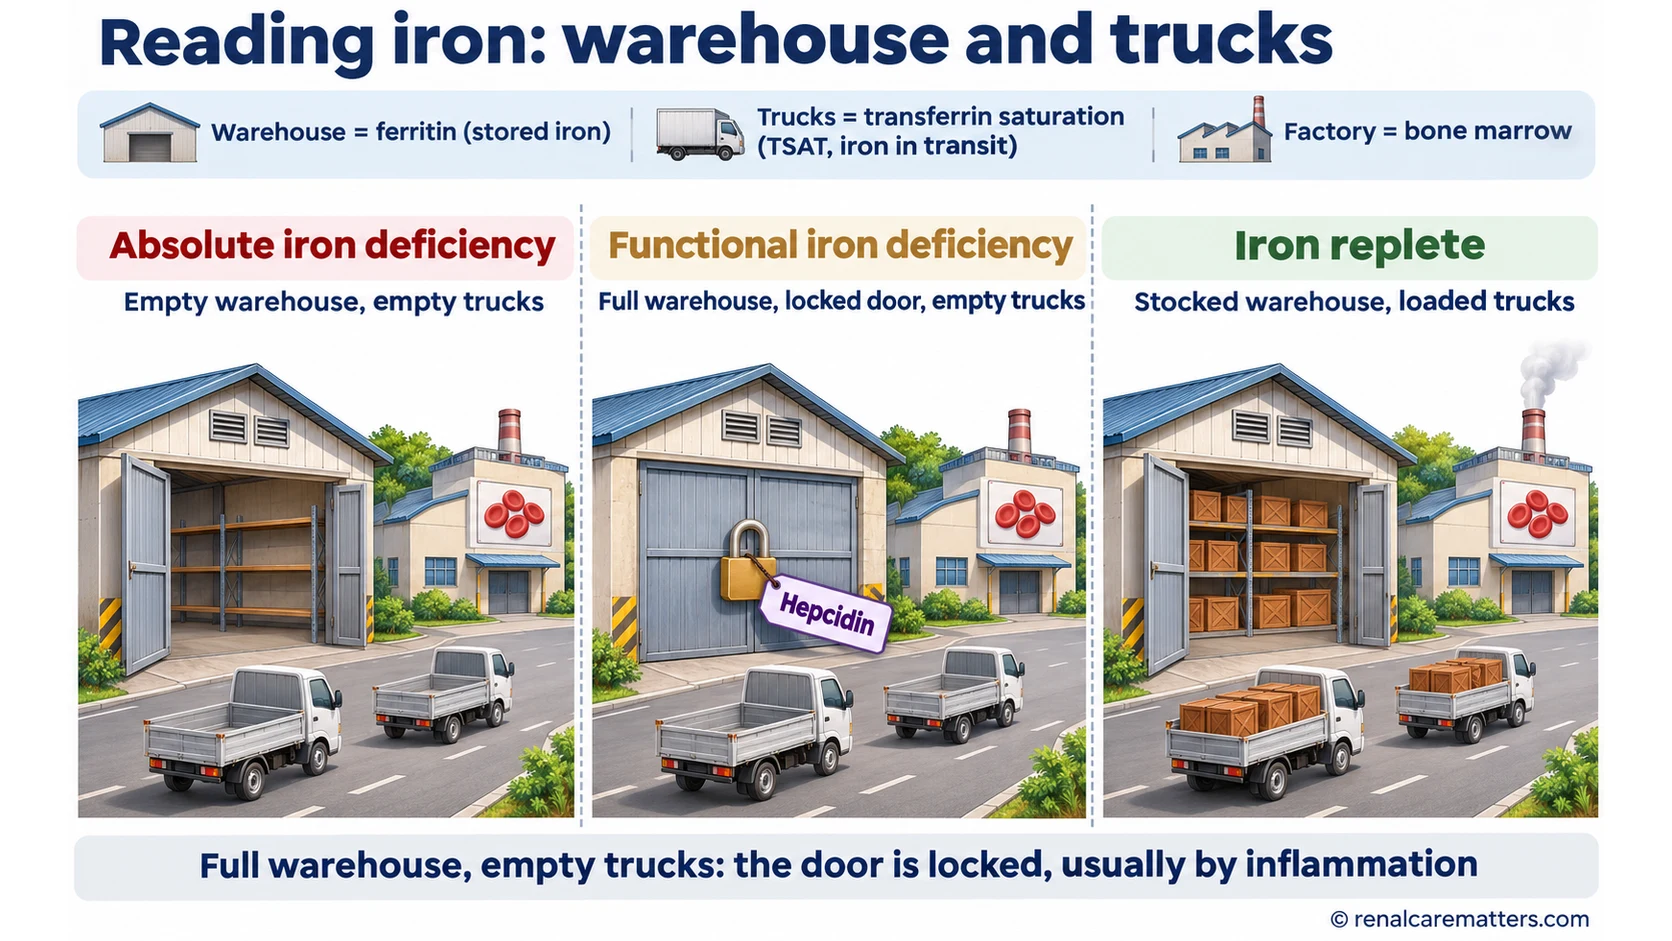 Reading iron: warehouse and trucks
Warehouse = ferritin (stored iron)
Trucks = transferrin saturation
(TSAT, iron in transit)
Factory = bone marrow
Absolute iron deficiency
Empty warehouse, empty trucks
Functional iron deficiency
Full warehouse, locked door, empty trucks
Hepcidin
Iron replete
Stocked warehouse, loaded trucks
Full warehouse, empty trucks: the door is locked, usually by inflammation
© renalcarematters.com